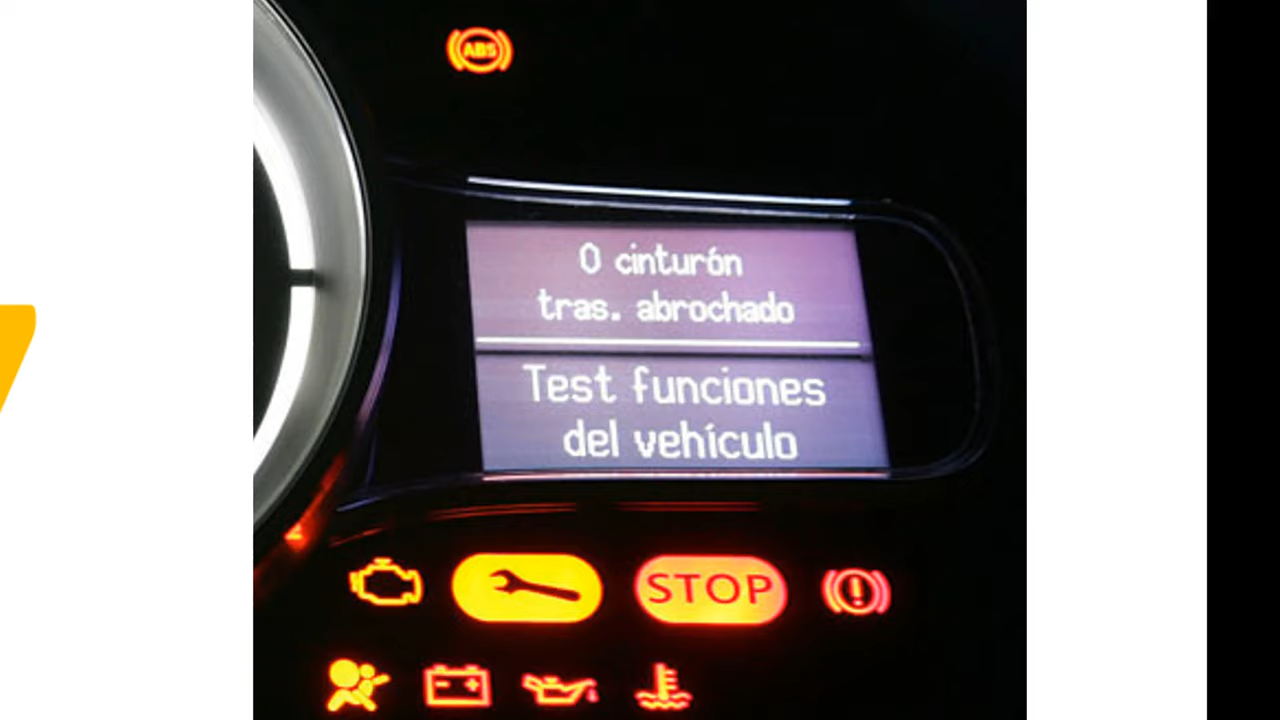 ABS
0 cinturón
tras. abrochado
Test funciones
del vehículo
STOP